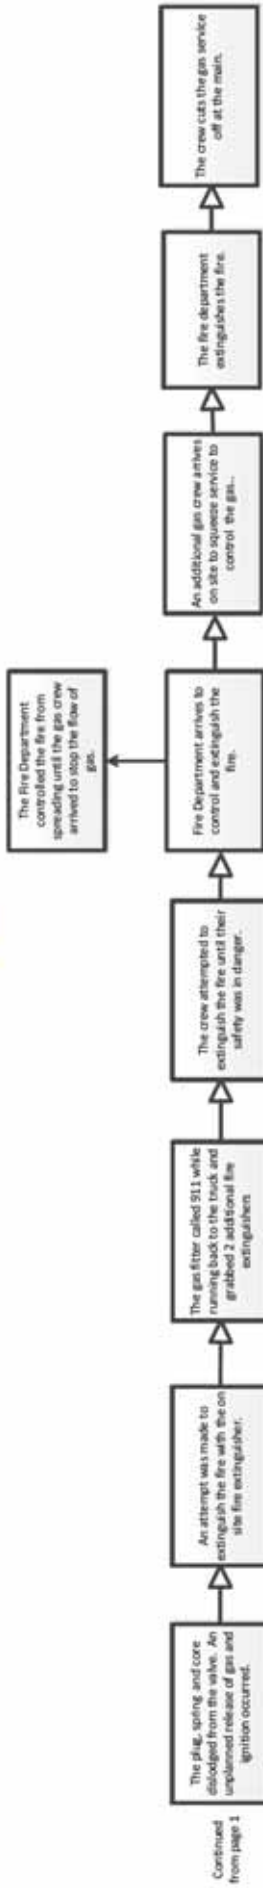 Continued
from page 1
The plug, spring and core
dislodged from the valve. An
unplanned release of gas and
ignition occurred.
An attempt was made to
extinguish the fire with the on
site fire extinguisher.
The gas fitter called 911 while
running back to the truck and
grabbed 2 additional fire
extinguishers
The crew attempted to
extinguish the fire until their
safety was in danger.
Fire Department arrives to
control and extinguish the
fire.
The Fire Department
controlled the fire from
spreading until the gas crew
arrived to stop the flow of
gas.
An additional gas crew arrives
on site to squeeze service to
control the gas..
The fire department
extinguishes the fire.
The crew cuts the gas service
off at the main.